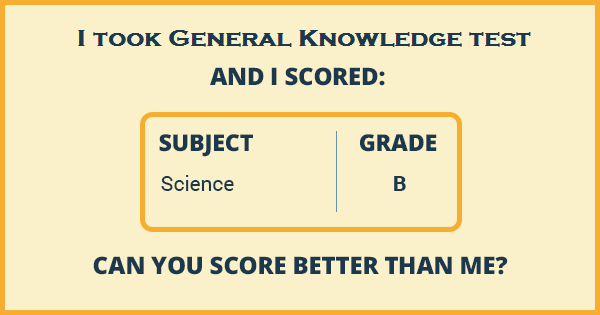 I took General Knowledge test
AND I SCORED:
SUBJECT GRADE
Science B
CAN YOU SCORE BETTER THAN ME?